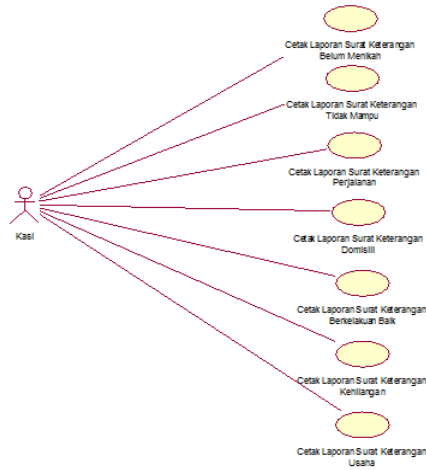 Cetak Laporan Surat Keterangan
Belum Menikah
Cetak Laporan Surat Keterangan
Tidak Mampu
Cetak Laporan Surat Keterangan
Perjalanan
Kasi
Cetak Laporan Surat Keterangan
Domisili
Cetak Laporan Surat Keterangan
Berkelakuan Baik
Cetak Laporan Surat Keterangan
Kehilangan
Cetak Laporan Surat Keterangan
Usaha